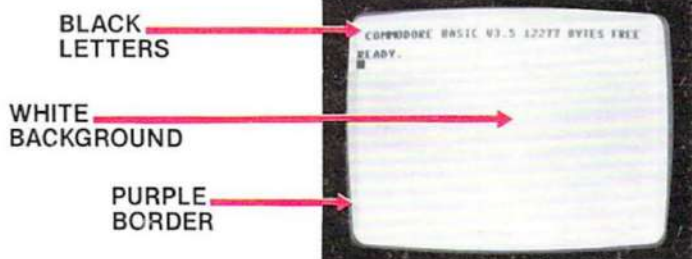 BLACK
LETTERS
COMMODORE BASIC V3.5 12277 BYTES FREE
READY.
WHITE
BACKGROUND
PURPLE
BORDER